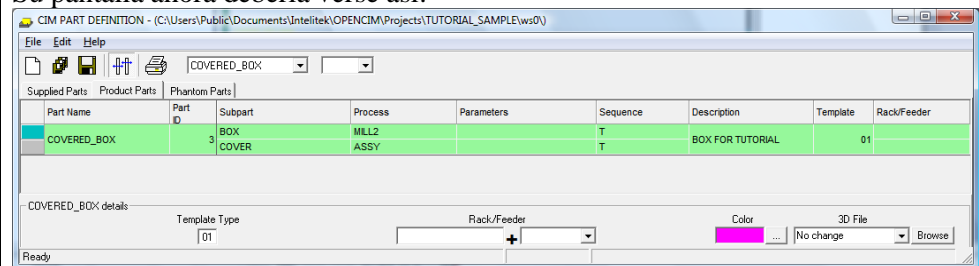 Su pantalla ahora debería verse así:
CIM PART DEFINITION - (C:\Users\Public\Documents\Intelitek\OPENCIM\Projects\TUTORIAL_SAMPLE\ws0\)
File Edit Help
COVERED_BOX
Supplied Parts Product Parts Phantom Parts
Part Name Part ID Subpart Process Parameters Sequence Description Template Rack/Feeder
COVERED_BOX 3 BOX MILL2 T BOX FOR TUTORIAL 01
COVER ASSY T
COVERED_BOX details
Template Type Rack/Feeder Color 3D File
01 + ... No change Browse
Ready